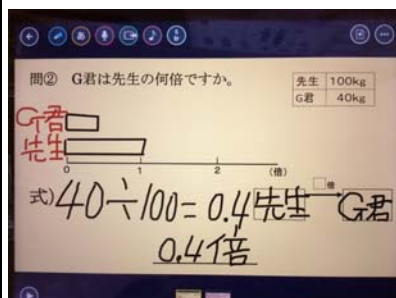 あ
問② G君は先生の何倍ですか。
先生 100kg
G君 40kg
G君
先生
0 1 2 (倍)
式)40÷100=0.4 先生 □倍 G君
0.4倍